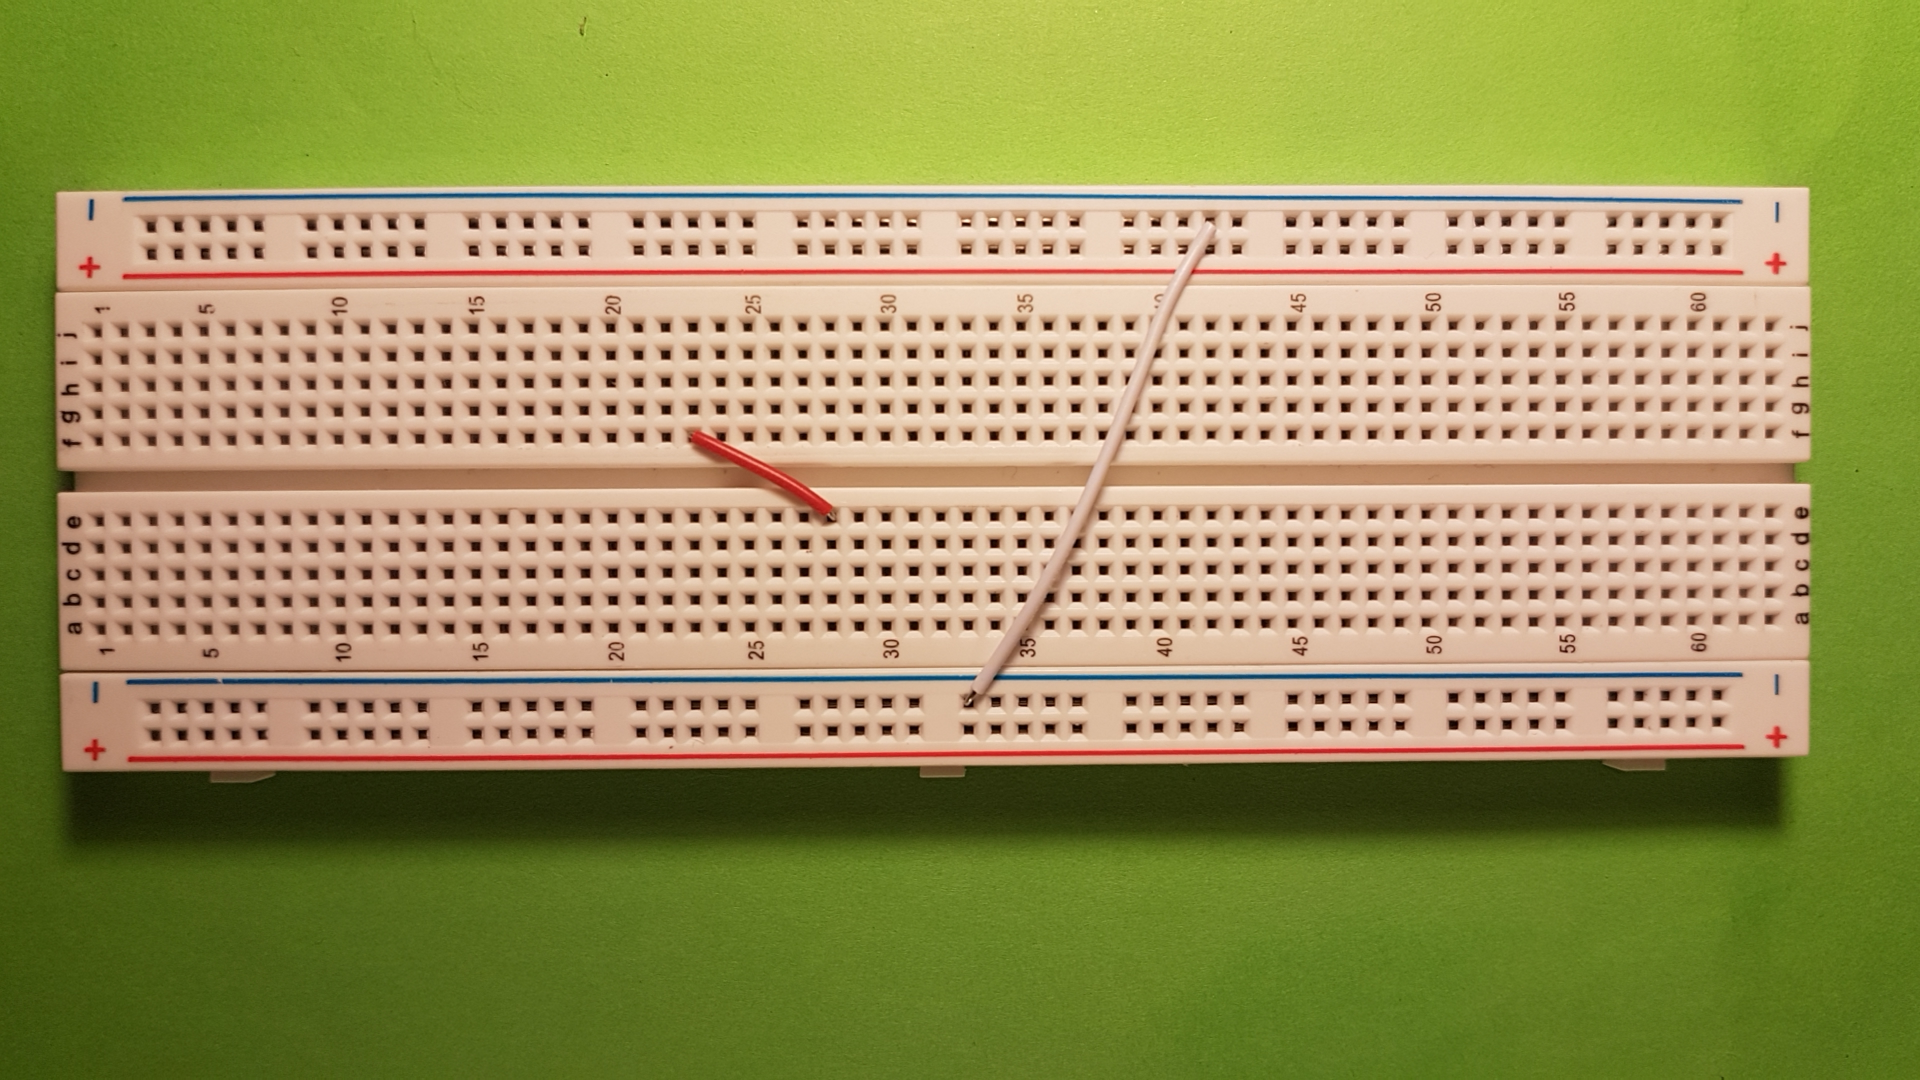 − −
+ +
1 5 10 15 20 25 30 35 45 50 55 60
j j
i i
h h
g g
f f
e e
d d
c c
b b
a a
1 5 10 15 20 25 30 35 40 45 50 55 60
− −
+ +